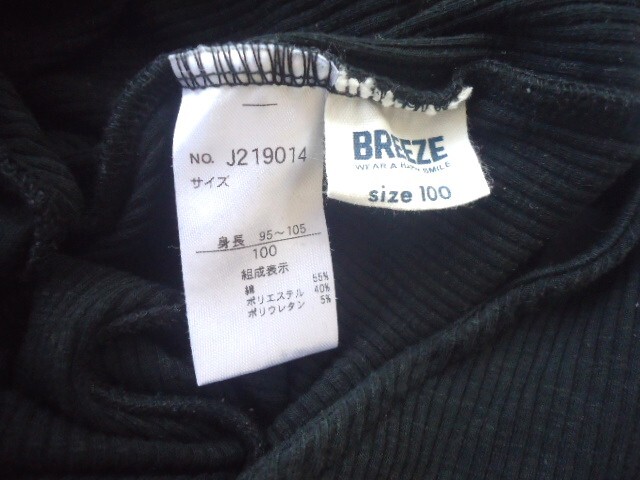 NO. J219014
サイズ
身長 95〜105
100
組成表示
綿 55%
ポリエステル 40%
ポリウレタン 5%
BREEZE
WEAR A HAPPY SMILE
size 100